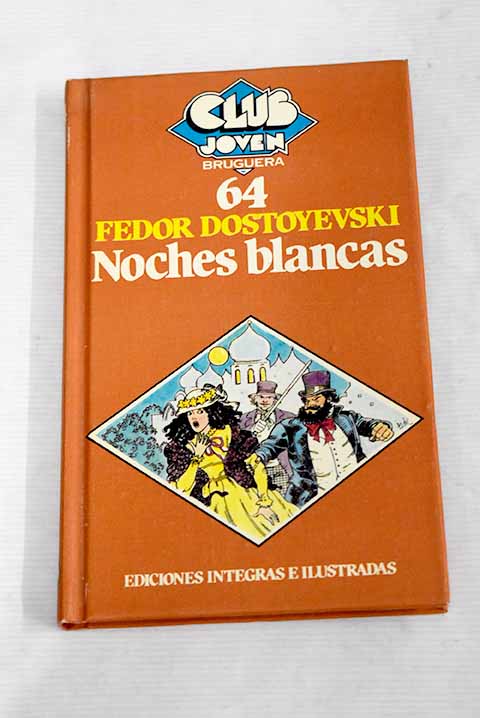 CLUB
JOVEN
BRUGUERA
64
FEDOR DOSTOYEVSKI
Noches blancas
EDICIONES INTEGRAS E ILUSTRADAS